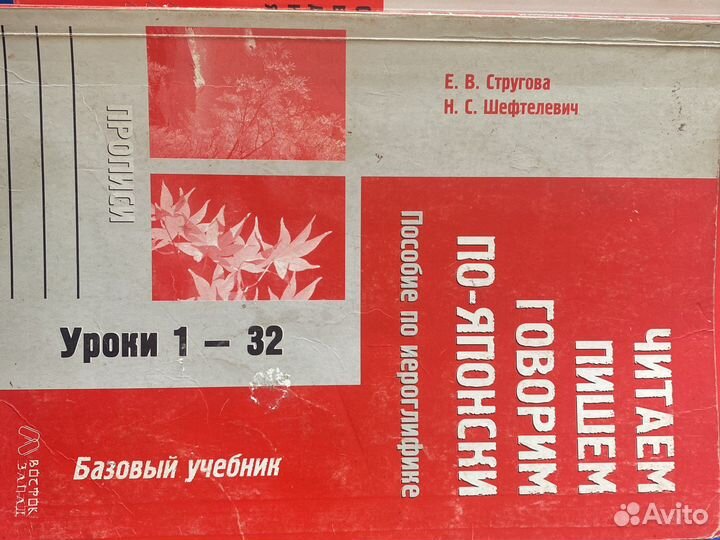 Е. В. Стругова
Н. С. Шефтелевич
ЧИТАЕМ
ПИШЕМ
ГОВОРИМ
ПО-ЯПОНСКИ
Пособие по иероглифике
ПРОПИСИ
Уроки 1 – 32
Базовый учебник
ВОСТОК
ЗАПАД
Avito